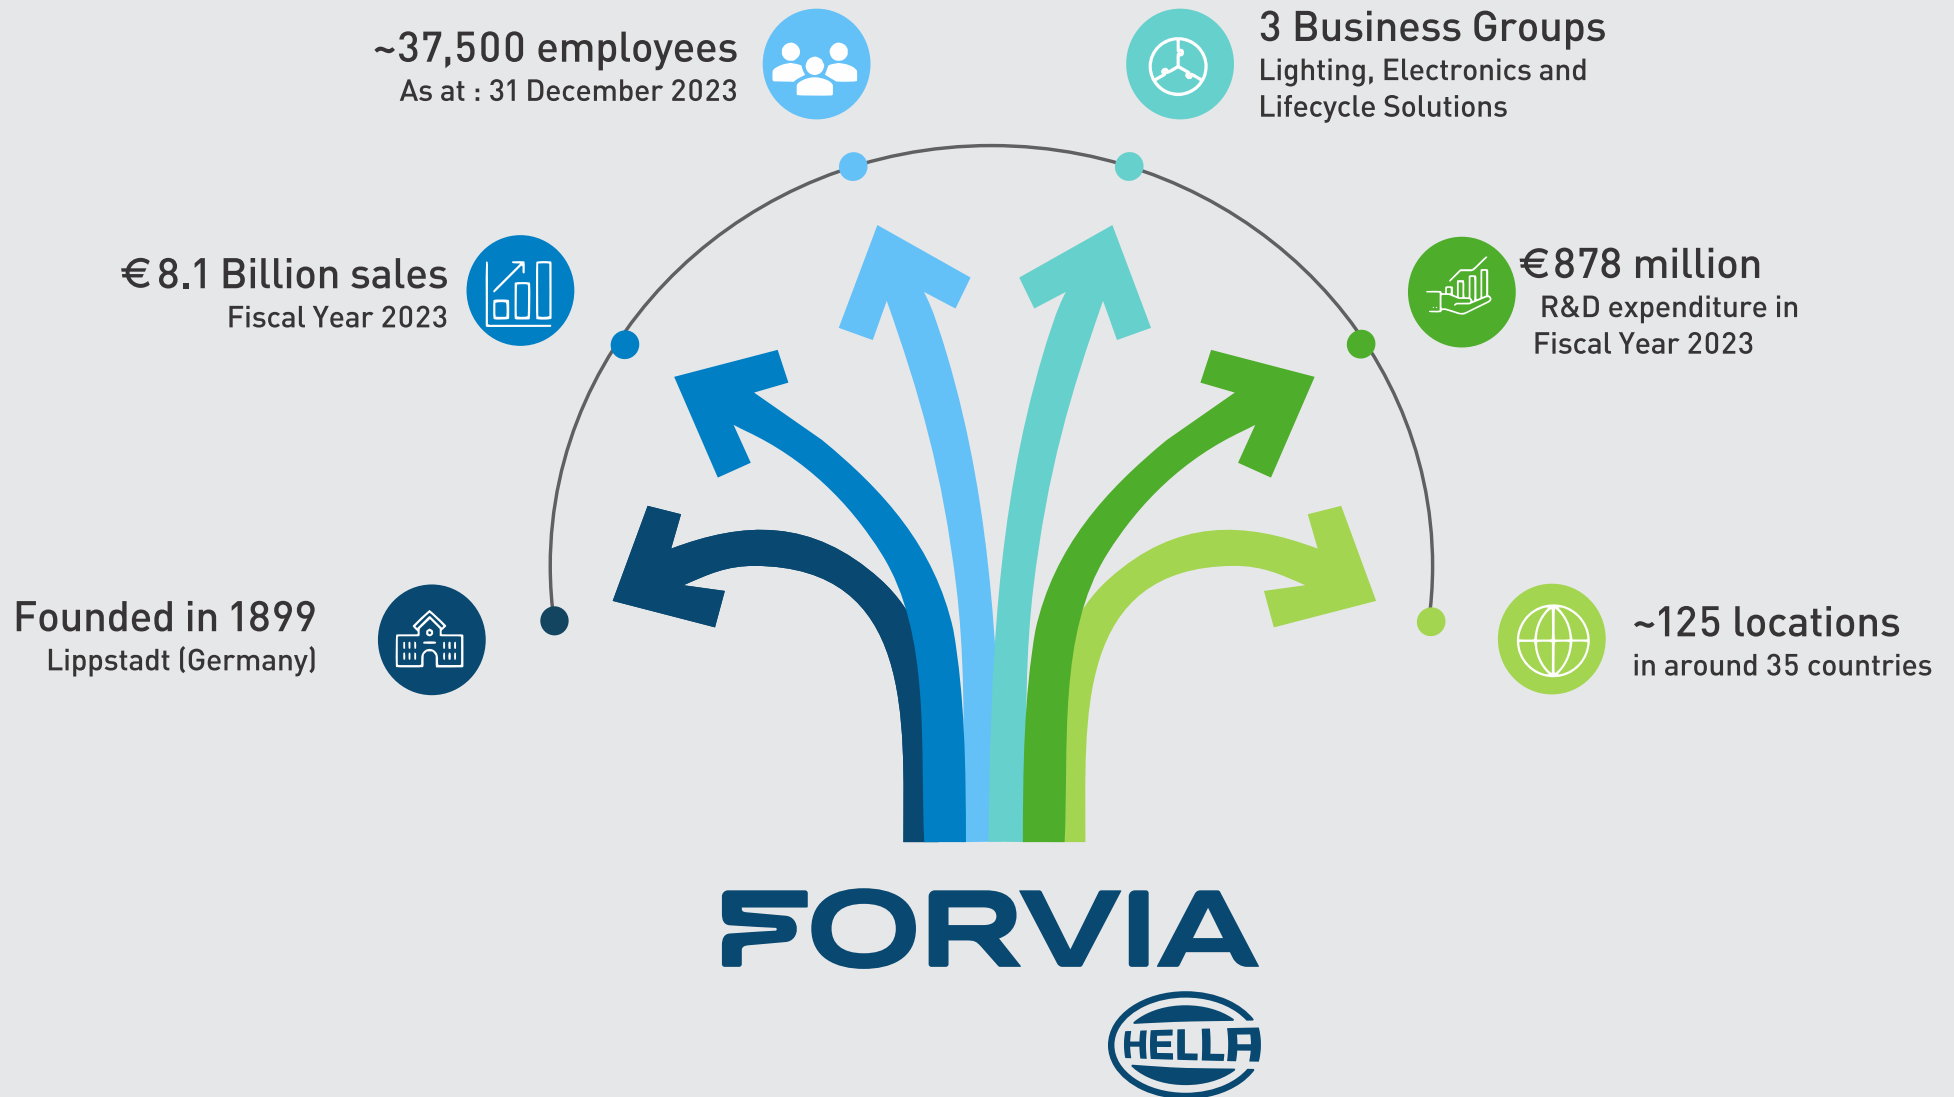 ~37,500 employees
As at : 31 December 2023
3 Business Groups
Lighting, Electronics and
Lifecycle Solutions
€8.1 Billion sales
Fiscal Year 2023
€878 million
R&D expenditure in
Fiscal Year 2023
Founded in 1899
Lippstadt (Germany)
~125 locations
in around 35 countries
FORVIA
HELLA